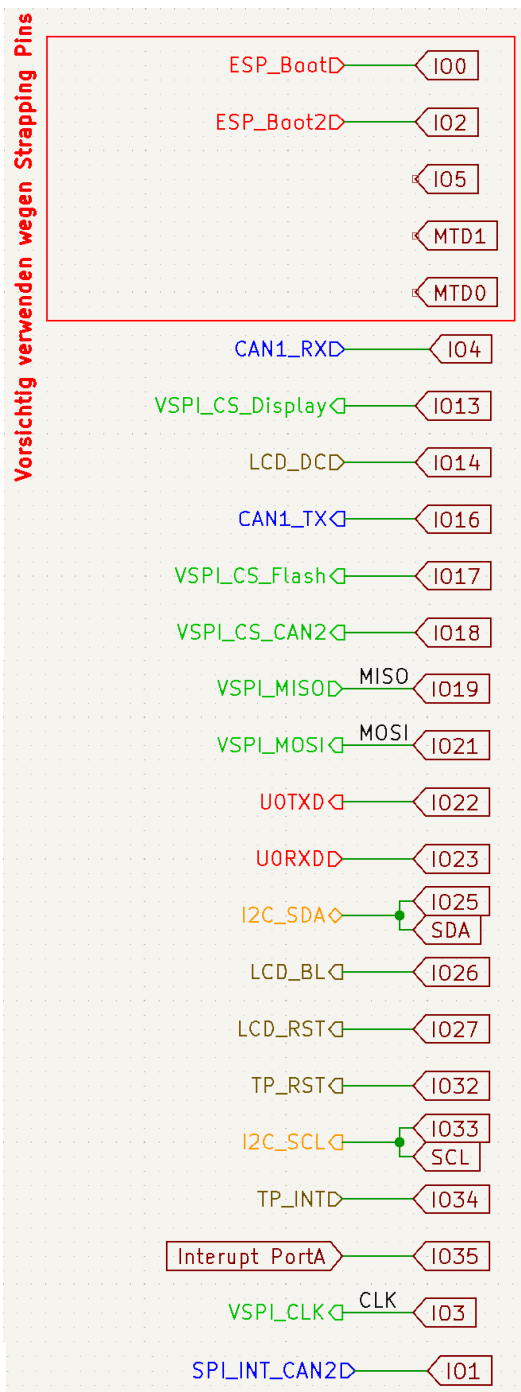 Vorsichtig verwenden wegen Strapping Pins
ESP_Boot IO0
ESP_Boot2 IO2
IO5
MTD1
MTD0
CAN1_RX IO4
VSPI_CS_Display IO13
LCD_DC IO14
CAN1_TX IO16
VSPI_CS_Flash IO17
VSPI_CS_CAN2 IO18
VSPI_MISO MISO IO19
VSPI_MOSI MOSI IO21
U0TXD IO22
U0RXD IO23
I2C_SDA IO25
SDA
LCD_BL IO26
LCD_RST IO27
TP_RST IO32
I2C_SCL IO33
SCL
TP_INT IO34
Interupt PortA IO35
VSPI_CLK CLK IO3
SPI_INT_CAN2 IO1